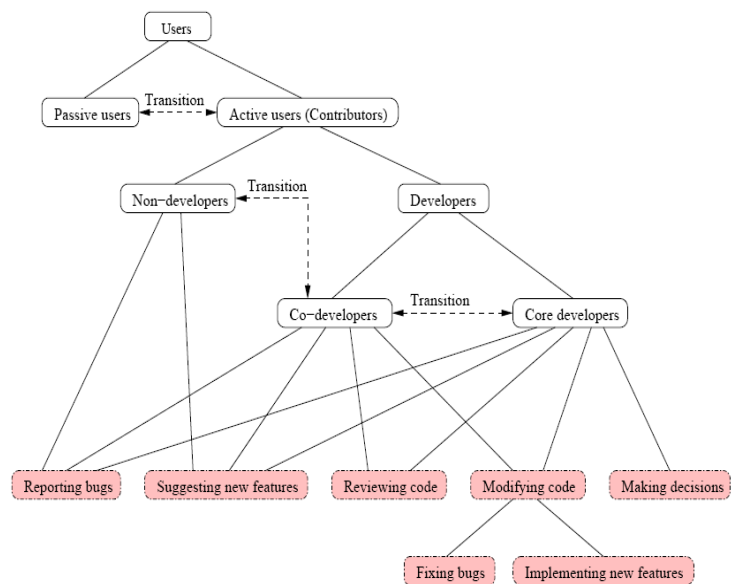 Users
Transition
Passive users
Active users (Contributors)
Transition
Non−developers
Developers
Transition
Co−developers
Core developers
Reporting bugs
Suggesting new features
Reviewing code
Modifying code
Making decisions
Fixing bugs
Implementing new features